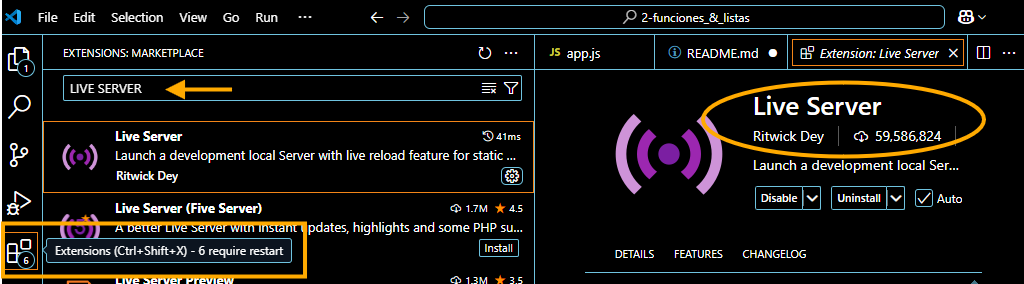 File Edit Selection View Go Run ··· 2-funciones_&_listas
EXTENSIONS: MARKETPLACE
JS app.js
README.md
Extension: Live Server
1
LIVE SERVER
Live Server 41ms
Launch a development local Server with live reload feature for static ...
Ritwick Dey
Live Server (Five Server) 1.7M ★ 4.5
A better Live Server with instant updates, highlights and some PHP su...
Install
6
Extensions (Ctrl+Shift+X) - 6 require restart
Live Server Preview 1.3M ★ 3.5
Live Server
Ritwick Dey 59,586,824
Launch a development local Ser...
Disable Uninstall Auto
DETAILS FEATURES CHANGELOG